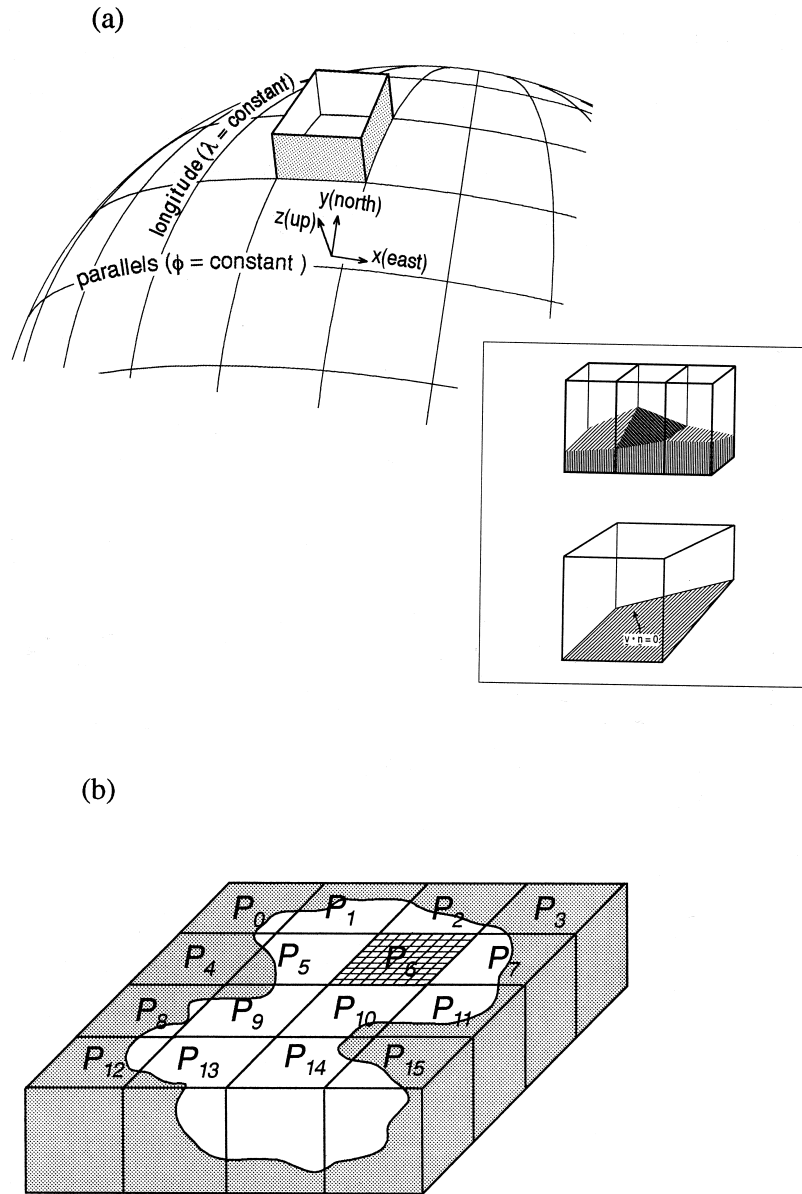 (a)
longitude (λ = constant)
y(north)
z(up)
x(east)
parallels (ϕ = constant )
v • n = 0
(b)
P0 P1 P2 P3
P4 P5 P6 P7
P8 P9 P10 P11
P12 P13 P14 P15